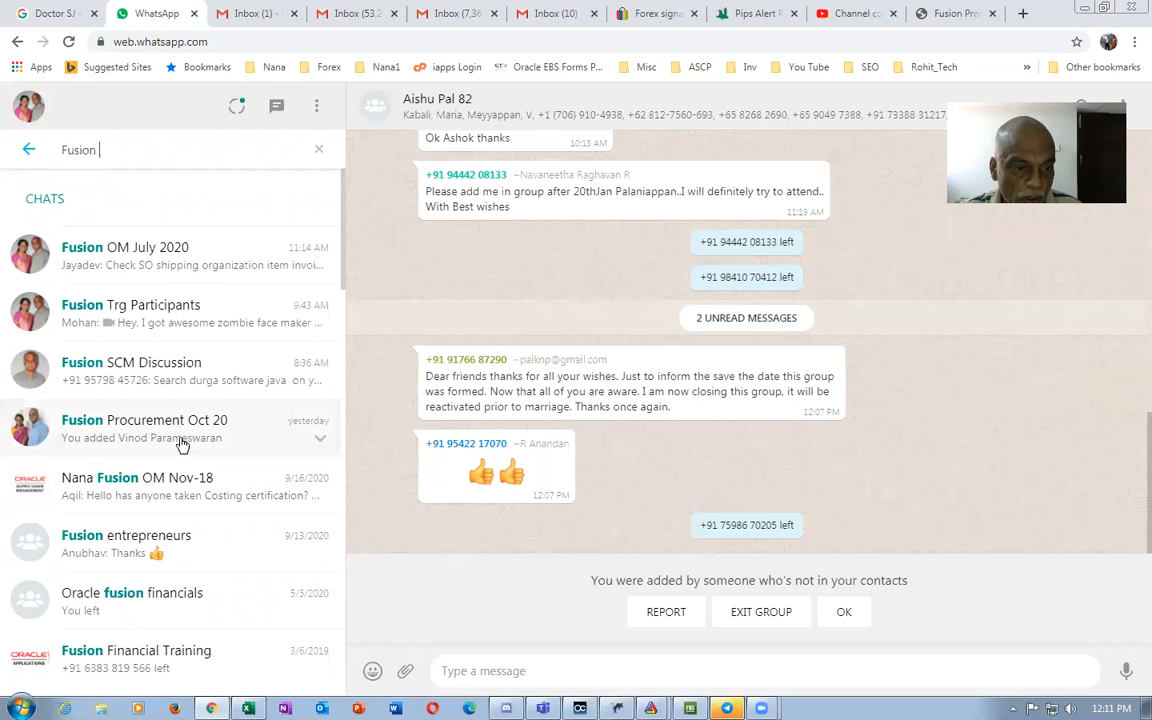 Doctor SJ -
WhatsApp
Inbox (1) -
Inbox (53,2
Inbox (7,36
Inbox (10)
Forex signa
Pips Alert R
Channel co
Fusion Pro
web.whatsapp.com
Apps
Suggested Sites
Bookmarks
Nana
Forex
Nana1
iapps Login
Oracle EBS Forms P...
Misc
ASCP
Inv
You Tube
SEO
Rohit_Tech
»
Other bookmarks
Aishu Pal 82
Kabali, Maria, Meyyappan, V, +1 (706) 910-4938, +62 812-7560-693, +65 8268 2690, +65 9049 7388, +91 73388 31217,
Fusion
CHATS
Fusion OM July 2020
11:14 AM
Jayadev: Check SO shipping organization item invoi...
Fusion Trg Participants
9:43 AM
Mohan: Hey, I got awesome zombie face maker ...
Fusion SCM Discussion
8:36 AM
+91 95798 45726: Search durga software java on y...
Fusion Procurement Oct 20
yesterday
You added Vinod Parameswaran
Nana Fusion OM Nov-18
9/16/2020
Aqil: Hello has anyone taken Costing certification? ...
Fusion entrepreneurs
9/13/2020
Anubhav: Thanks 👍
Oracle fusion financials
5/5/2020
You left
Fusion Financial Training
3/6/2019
+91 6383 819 566 left
Ok Ashok thanks
10:13 AM
+91 94442 08133 ~Navaneetha Raghavan R
Please add me in group after 20thJan Palaniappan..I will definitely try to attend..
With Best wishes
11:19 AM
+91 94442 08133 left
+91 98410 70412 left
2 UNREAD MESSAGES
+91 91766 87290 ~palknp@gmail.com
Dear friends thanks for all your wishes. Just to inform the save the date this group
was formed. Now that all of you are aware. I am now closing this group, it will be
reactivated prior to marriage. Thanks once again.
12:07 PM
+91 95422 17070 ~R Anandan
👍👍
12:07 PM
+91 75986 70205 left
You were added by someone who's not in your contacts
REPORT
EXIT GROUP
OK
Type a message
12:11 PM